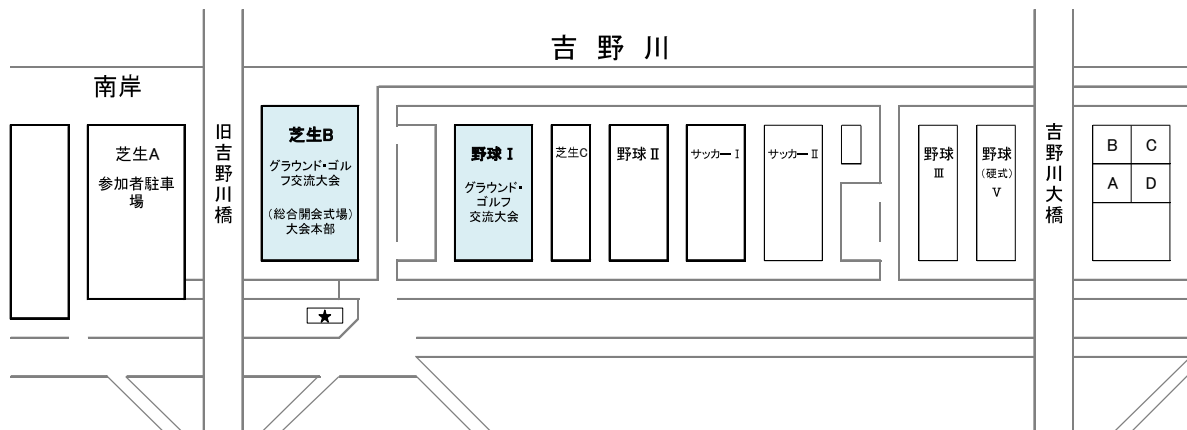 吉 野 川
南岸
芝生A
参加者駐車
場
旧吉野川橋
芝生B
グラウンド・ゴル
フ交流大会
（総合開会式場）
大会本部
野球Ⅰ
グラウンド・
ゴルフ
交流大会
芝生C
野球Ⅱ
サッカーⅠ
サッカーⅡ
野球
Ⅲ
野球
（硬式）
Ⅴ
吉野川大橋
B C
A D
★